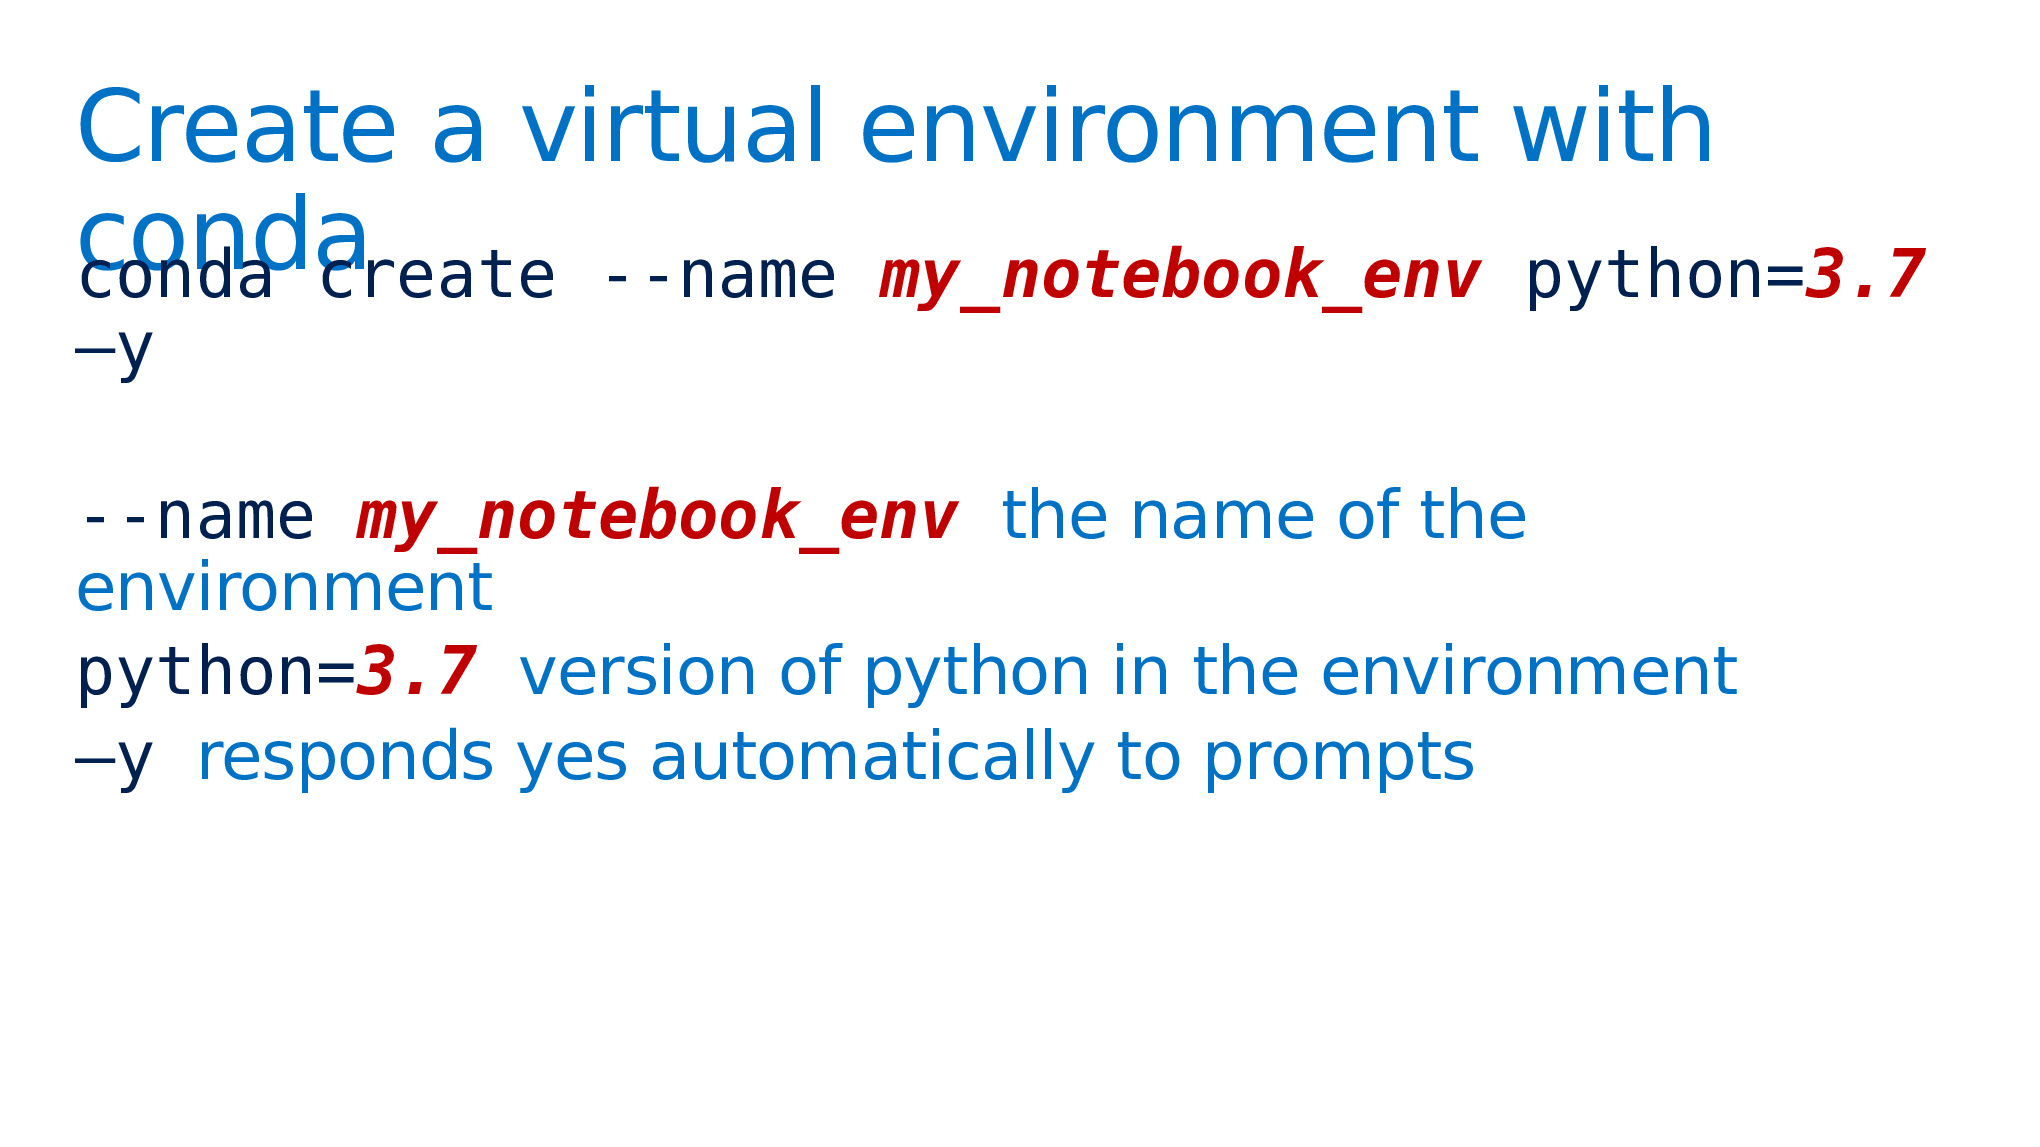 Create a virtual environment with
conda
conda create --name my_notebook_env python=3.7
–y
--name my_notebook_env the name of the
environment
python=3.7 version of python in the environment
–y responds yes automatically to prompts